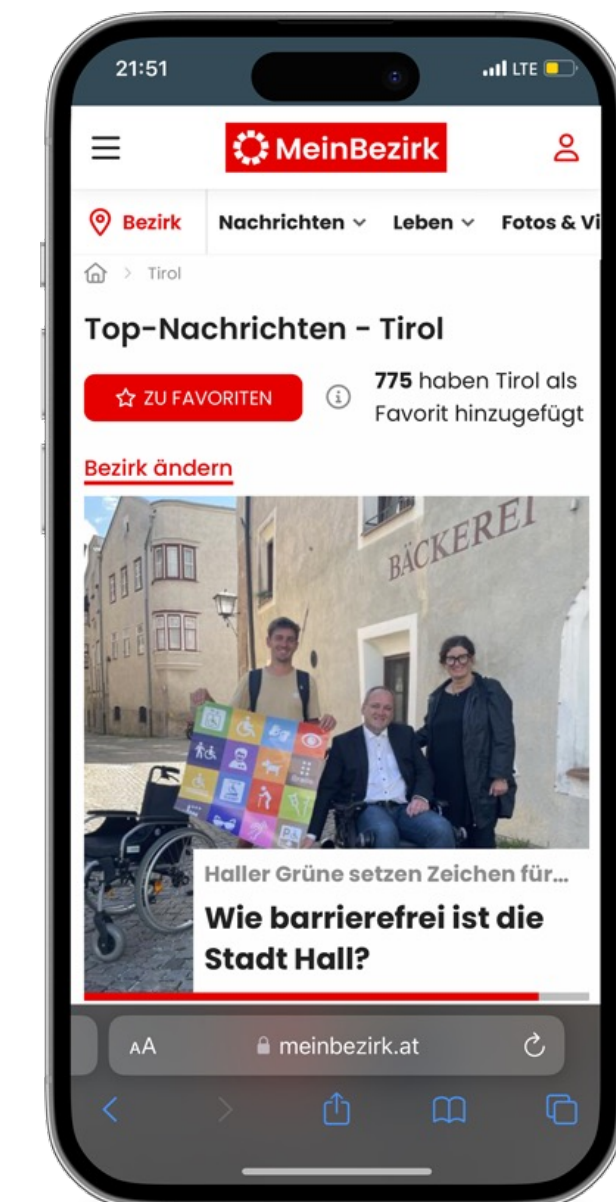 21:51
LTE
MeinBezirk
Bezirk Nachrichten Leben Fotos & Vi
Tirol
Top-Nachrichten - Tirol
ZU FAVORITEN
775 haben Tirol als
Favorit hinzugefügt
Bezirk ändern
BÄCKEREI
Haller Grüne setzen Zeichen für...
Wie barrierefrei ist die
Stadt Hall?
AA meinbezirk.at